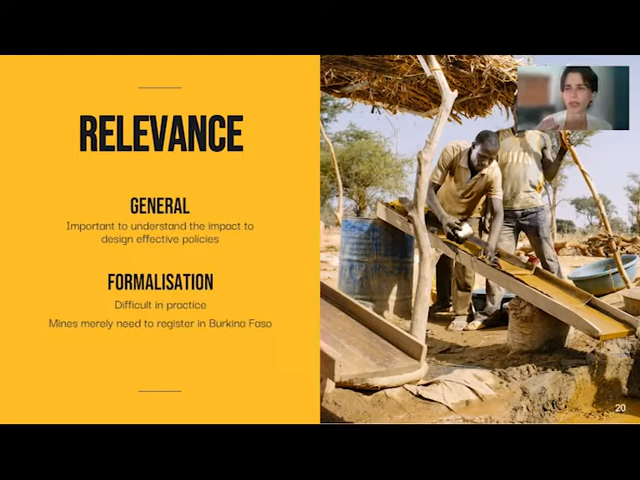 RELEVANCE
GENERAL
Important to understand the impact to
design effective policies
FORMALISATION
Difficult in practice
Mines merely need to register in Burkina Faso
20